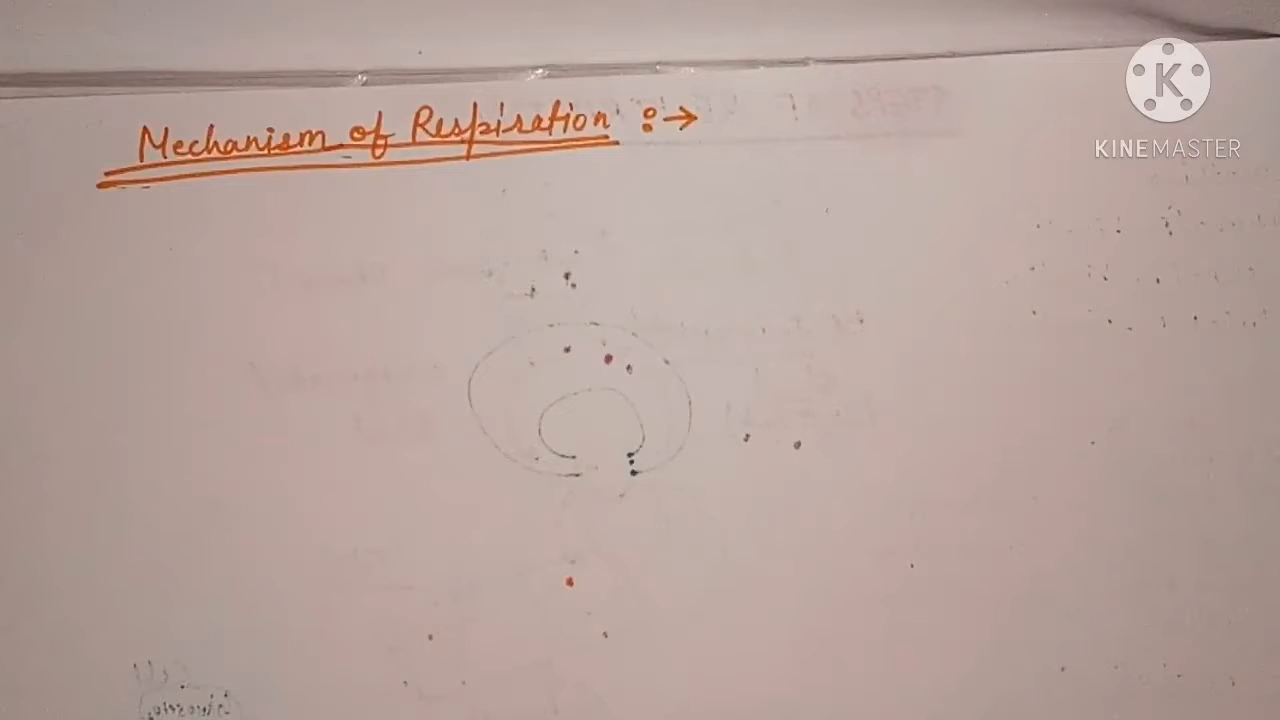 Mechanism of Respiration :→
K
KINEMASTER